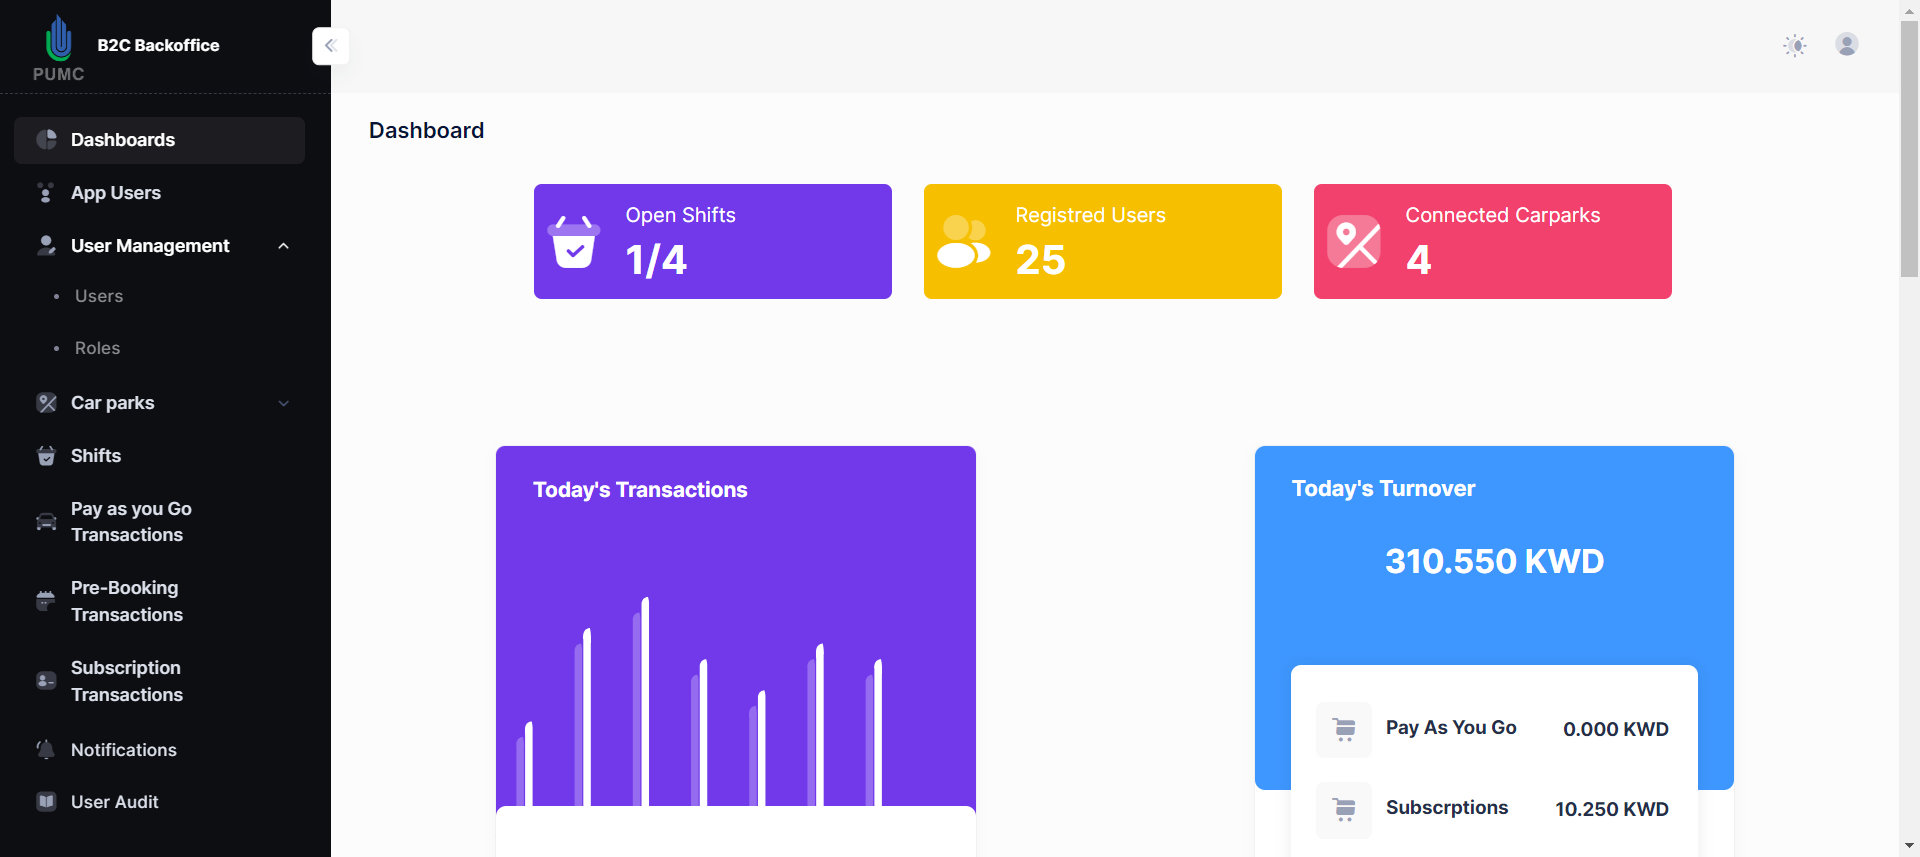 PUMC
B2C Backoffice
Dashboards
App Users
User Management
Users
Roles
Car parks
Shifts
Pay as you Go
Transactions
Pre-Booking
Transactions
Subscription
Transactions
Notifications
User Audit
Dashboard
Open Shifts
1/4
Registred Users
25
Connected Carparks
4
Today's Transactions
Today's Turnover
310.550 KWD
Pay As You Go 0.000 KWD
Subscrptions 10.250 KWD